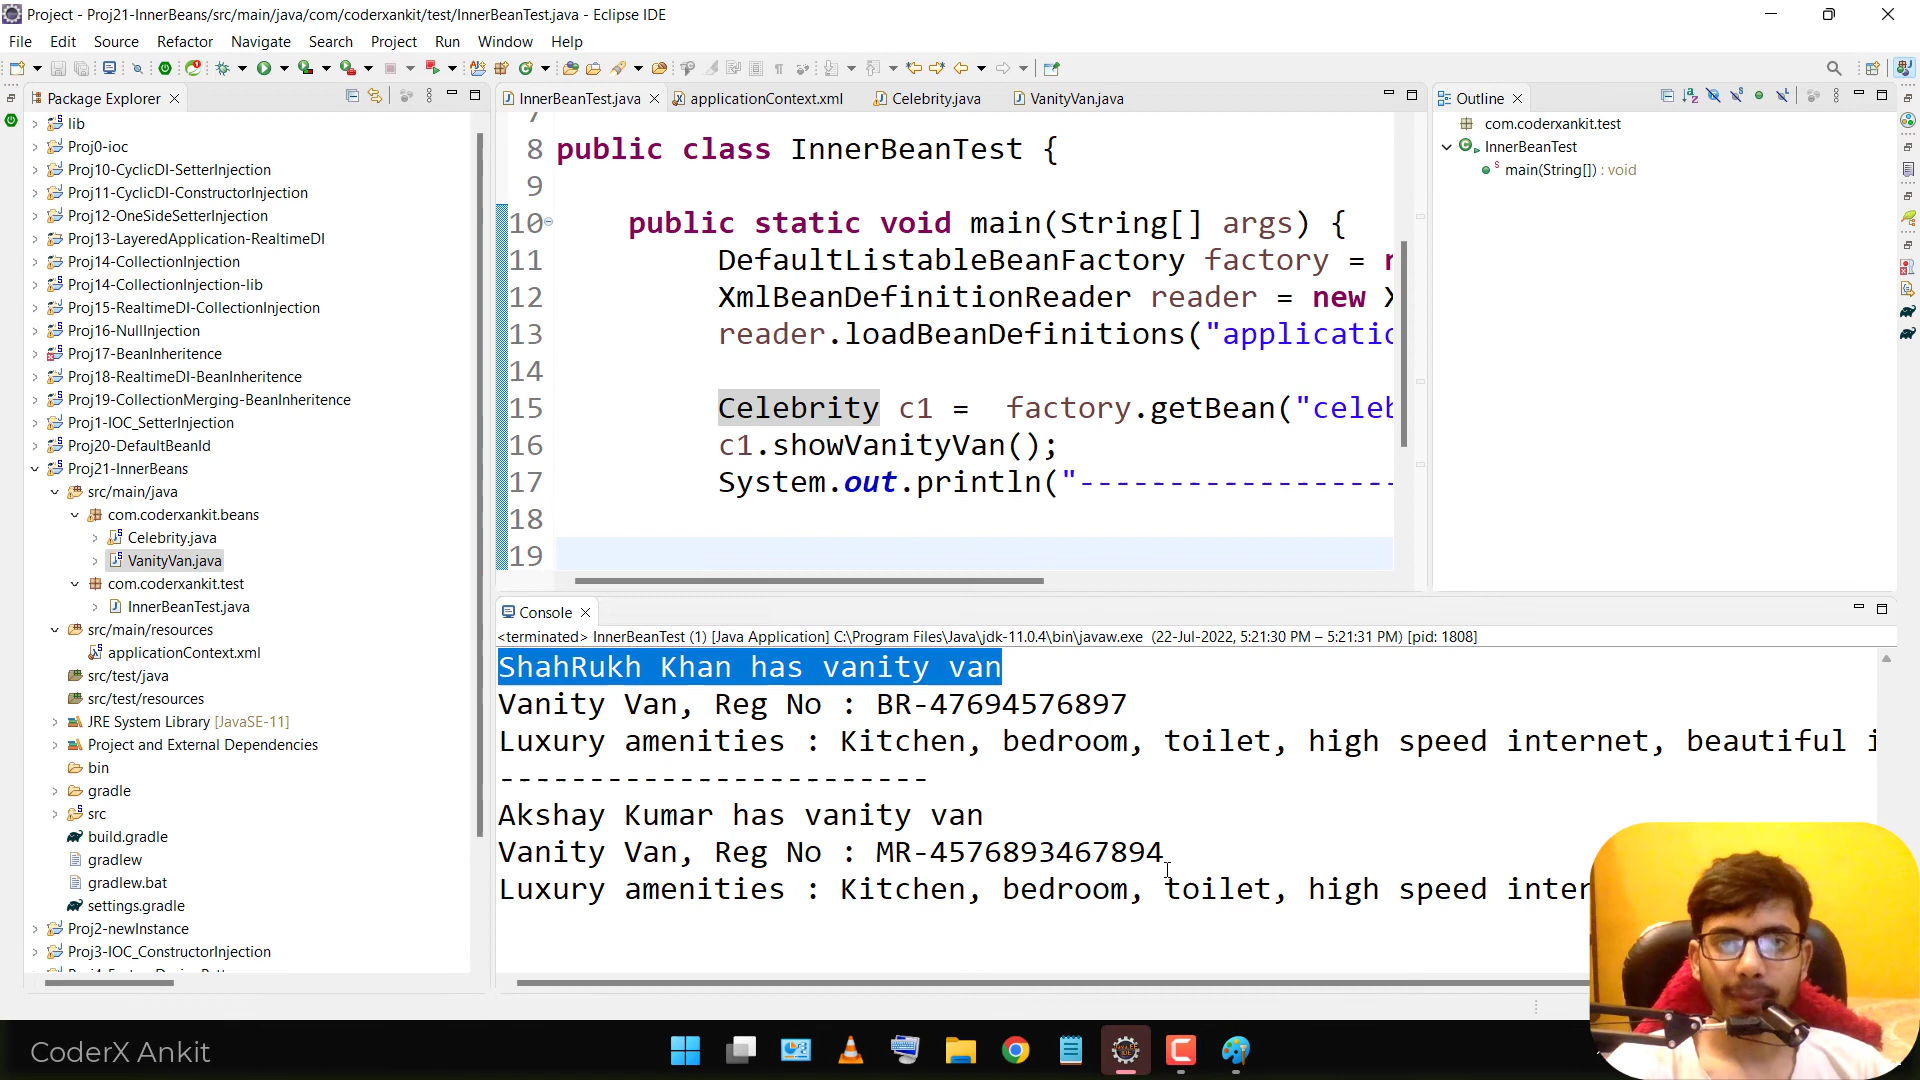 Project - Proj21-InnerBeans/src/main/java/com/coderxankit/test/InnerBeanTest.java - Eclipse IDE
File Edit Source Refactor Navigate Search Project Run Window Help
Package Explorer
lib
Proj0-ioc
Proj10-CyclicDI-SetterInjection
Proj11-CyclicDI-ConstructorInjection
Proj12-OneSideSetterInjection
Proj13-LayeredApplication-RealtimeDI
Proj14-CollectionInjection
Proj14-CollectionInjection-lib
Proj15-RealtimeDI-CollectionInjection
Proj16-NullInjection
Proj17-BeanInheritence
Proj18-RealtimeDI-BeanInheritence
Proj19-CollectionMerging-BeanInheritence
Proj1-IOC_SetterInjection
Proj20-DefaultBeanId
Proj21-InnerBeans
src/main/java
com.coderxankit.beans
Celebrity.java
VanityVan.java
com.coderxankit.test
InnerBeanTest.java
src/main/resources
applicationContext.xml
src/test/java
src/test/resources
JRE System Library [JavaSE-11]
Project and External Dependencies
bin
gradle
src
build.gradle
gradlew
gradlew.bat
settings.gradle
Proj2-newInstance
Proj3-IOC_ConstructorInjection
InnerBeanTest.java applicationContext.xml Celebrity.java VanityVan.java
8 public class InnerBeanTest {
9
10 public static void main(String[] args) {
11 DefaultListableBeanFactory factory = n
12 XmlBeanDefinitionReader reader = new X
13 reader.loadBeanDefinitions("applicatio
14
15 Celebrity c1 = factory.getBean("celeb
16 c1.showVanityVan();
17 System.out.println("------------------
18
19
Outline
com.coderxankit.test
InnerBeanTest
main(String[]) : void
Console
<terminated> InnerBeanTest (1) [Java Application] C:\Program Files\Java\jdk-11.0.4\bin\javaw.exe (22-Jul-2022, 5:21:30 PM – 5:21:31 PM) [pid: 1808]
ShahRukh Khan has vanity van
Vanity Van, Reg No : BR-47694576897
Luxury amenities : Kitchen, bedroom, toilet, high speed internet, beautiful i
------------------------
Akshay Kumar has vanity van
Vanity Van, Reg No : MR-4576893467894
Luxury amenities : Kitchen, bedroom, toilet, high speed inter
CoderX Ankit